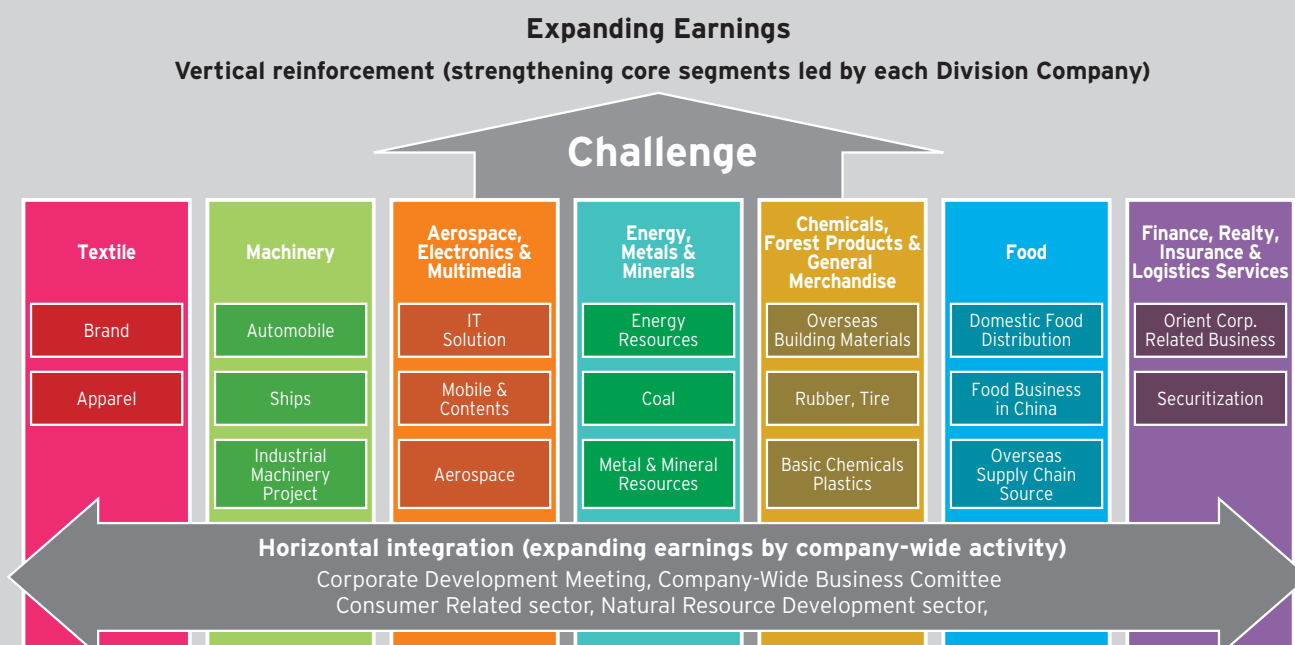 Expanding Earnings
Vertical reinforcement (strengthening core segments led by each Division Company)
Challenge
Textile
Brand
Apparel
Machinery
Automobile
Ships
Industrial
Machinery
Project
Aerospace,
Electronics &
Multimedia
IT
Solution
Mobile &
Contents
Aerospace
Energy,
Metals &
Minerals
Energy
Resources
Coal
Metal & Mineral
Resources
Chemicals,
Forest Products &
General
Merchandise
Overseas
Building Materials
Rubber, Tire
Basic Chemicals
Plastics
Food
Domestic Food
Distribution
Food Business
in China
Overseas
Supply Chain
Source
Finance, Realty,
Insurance &
Logistics Services
Orient Corp.
Related Business
Securitization
Horizontal integration (expanding earnings by company-wide activity)
Corporate Development Meeting, Company-Wide Business Comittee
Consumer Related sector, Natural Resource Development sector,